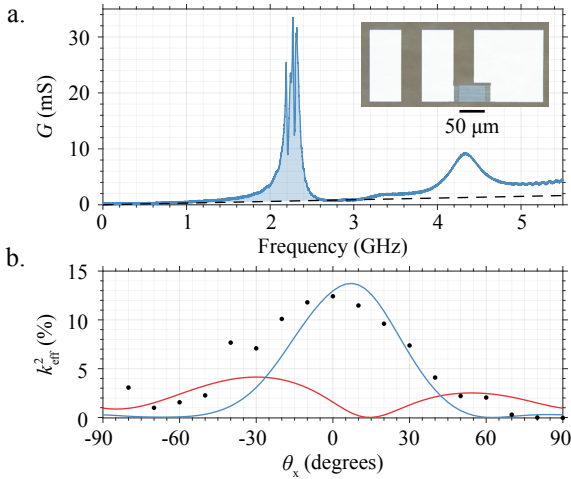 a.
G (mS)
30
20
10
0
50 μm
0 1 2 3 4 5
Frequency (GHz)
b.
k²eff (%)
15
10
5
0
-90 -60 -30 0 30 60 90
θx (degrees)